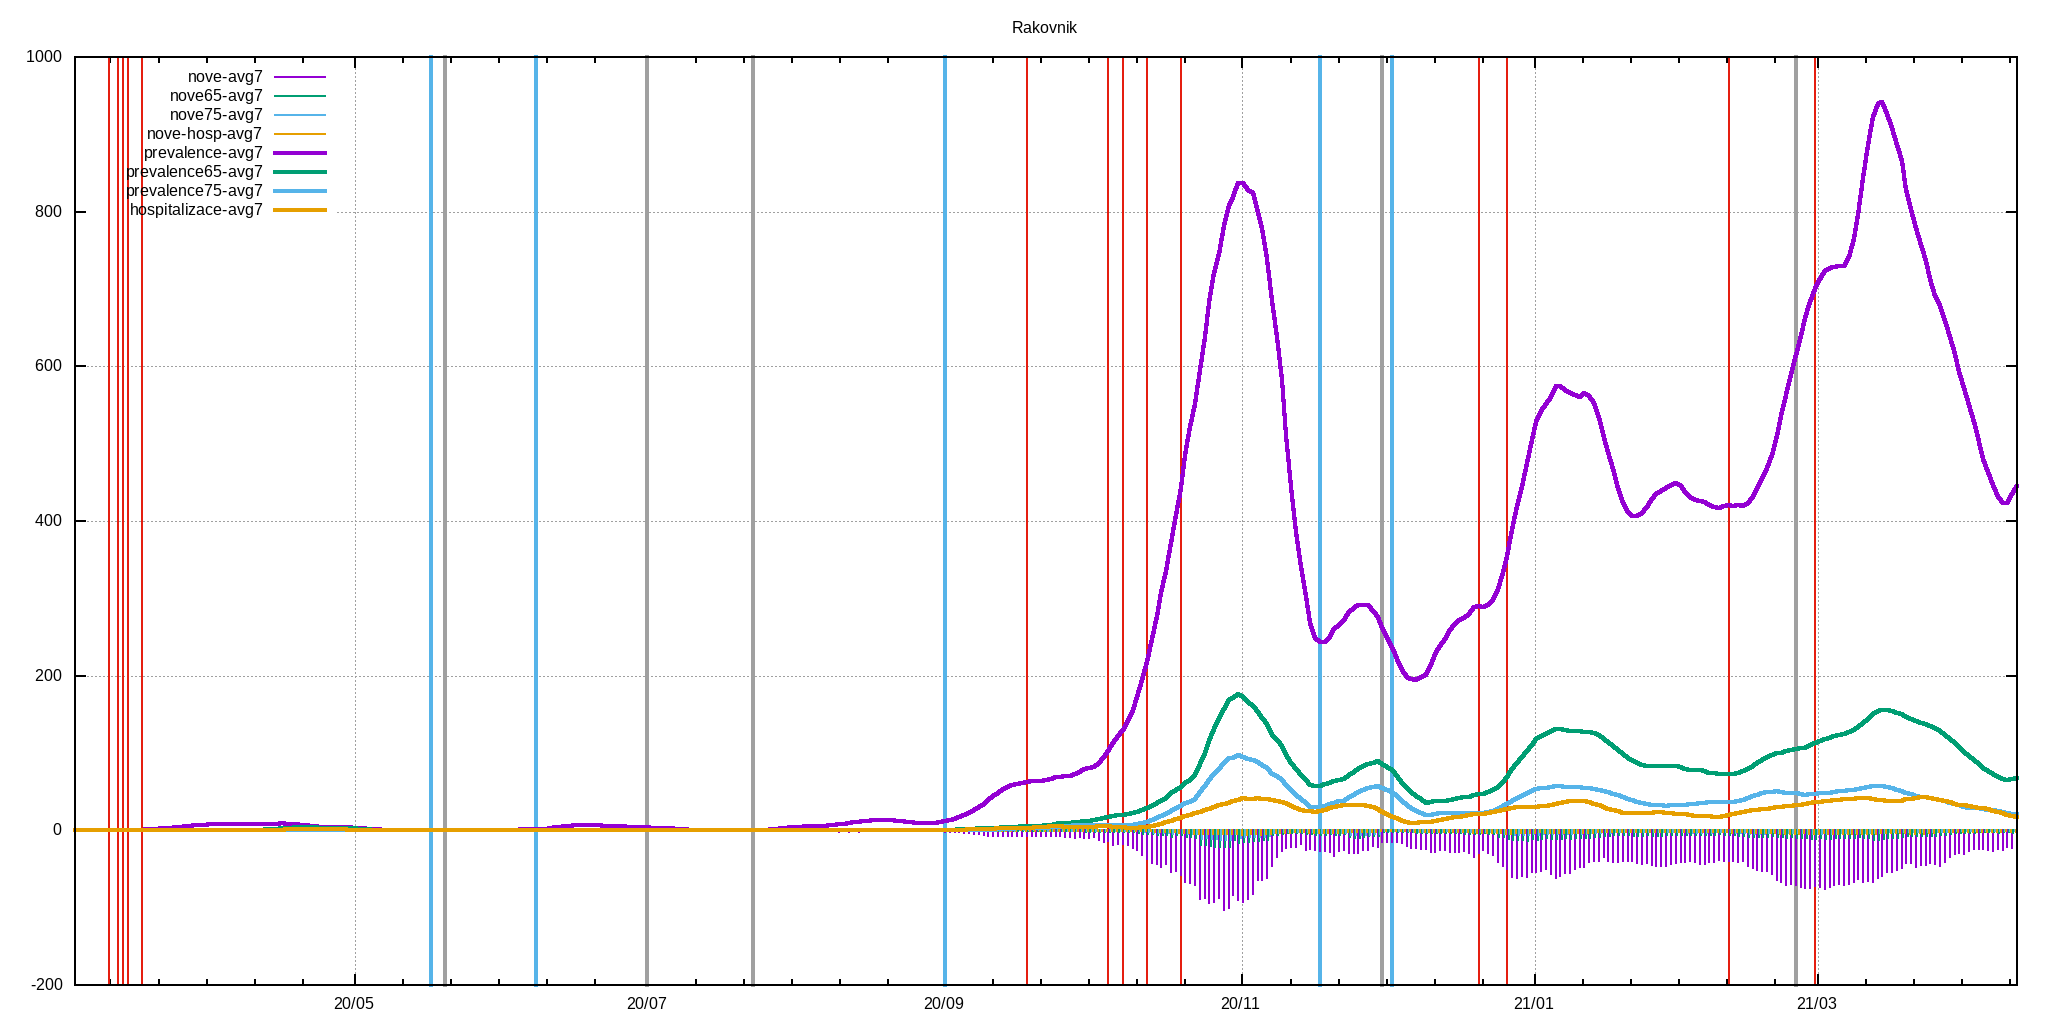 Rakovnik
1000
800
600
400
200
0
-200
nove-avg7
nove65-avg7
nove75-avg7
nove-hosp-avg7
prevalence-avg7
prevalence65-avg7
prevalence75-avg7
hospitalizace-avg7
20/05 20/07 20/09 20/11 21/01 21/03